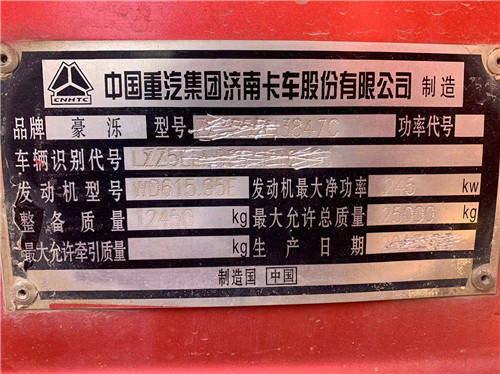 CNHTC 中国重汽集团济南卡车股份有限公司 制造
品牌 豪泺 型号 3847C 功率代号
车辆识别代号 LZZ5
发动机型号 WD615.95E 发动机最大净功率 245 kw
整备质量 12450 kg 最大允许总质量 25000 kg
最大允许牵引质量 kg 生产日期
制造国 中国